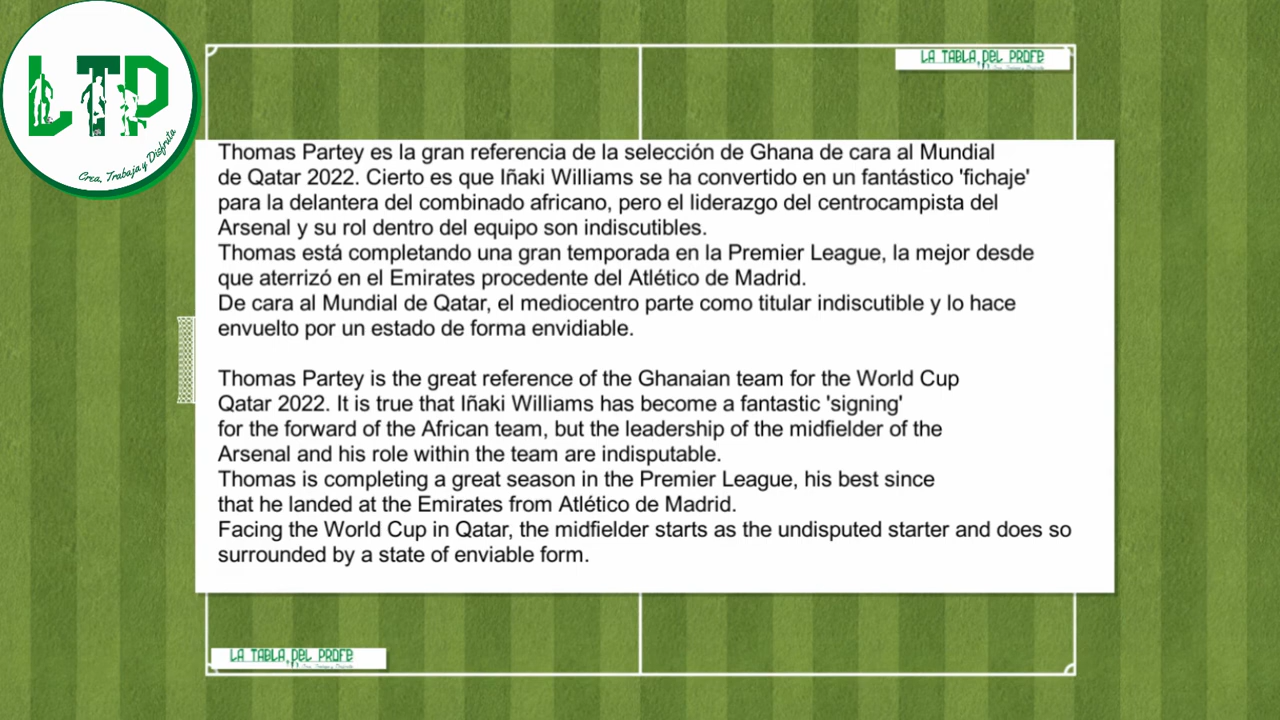 LTP
Crea, Trabaja y Disfruta
LA TABLA DEL PROFE
Thomas Partey es la gran referencia de la selección de Ghana de cara al Mundial
de Qatar 2022. Cierto es que Iñaki Williams se ha convertido en un fantástico 'fichaje'
para la delantera del combinado africano, pero el liderazgo del centrocampista del
Arsenal y su rol dentro del equipo son indiscutibles.
Thomas está completando una gran temporada en la Premier League, la mejor desde
que aterrizó en el Emirates procedente del Atlético de Madrid.
De cara al Mundial de Qatar, el mediocentro parte como titular indiscutible y lo hace
envuelto por un estado de forma envidiable.
Thomas Partey is the great reference of the Ghanaian team for the World Cup
Qatar 2022. It is true that Iñaki Williams has become a fantastic 'signing'
for the forward of the African team, but the leadership of the midfielder of the
Arsenal and his role within the team are indisputable.
Thomas is completing a great season in the Premier League, his best since
that he landed at the Emirates from Atlético de Madrid.
Facing the World Cup in Qatar, the midfielder starts as the undisputed starter and does so
surrounded by a state of enviable form.
LA TABLA DEL PROFE